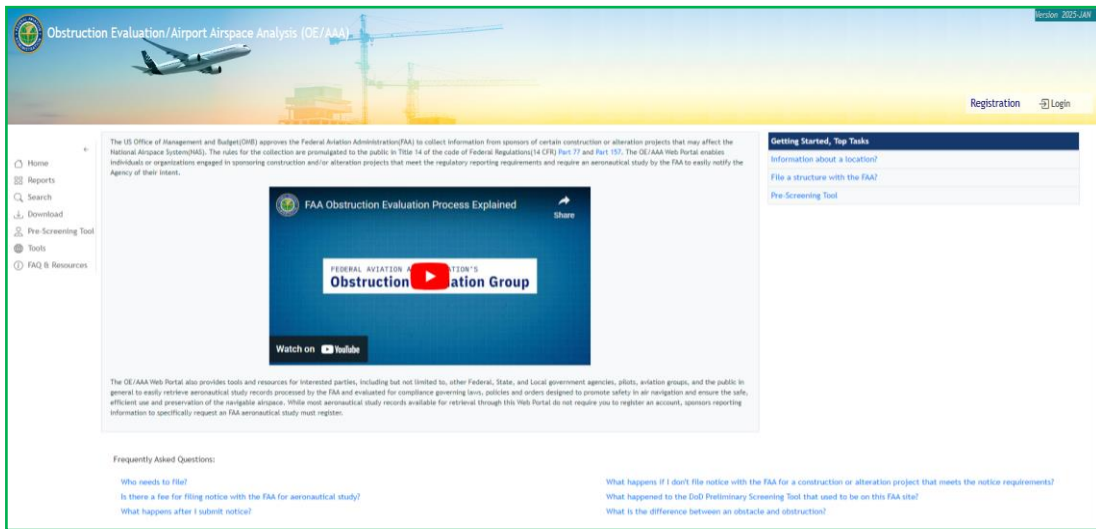 Version 2025-JAN
Obstruction Evaluation/Airport Airspace Analysis (OE/AAA)
Registration
Login
Home
Reports
Search
Download
Pre-Screening Tool
Tools
FAQ & Resources
The US Office of Management and Budget(OMB) approves the Federal Aviation Administration(FAA) to collect information from sponsors of certain construction or alteration projects that may affect the
National Airspace System(NAS). The rules for the collection are promulgated to the public in Title 14 of the code of Federal Regulations(14 CFR) Part 77 and Part 157. The OE/AAA Web Portal enables
individuals or organizations engaged in sponsoring construction and/or alteration projects that meet the regulatory reporting requirements and require an aeronautical study by the FAA to easily notify the
Agency of their intent.
FAA Obstruction Evaluation Process Explained
Share
FEDERAL AVIATION A TION'S
Obstruction ation Group
Watch on YouTube
The OE/AAA Web Portal also provides tools and resources for interested parties, including but not limited to, other Federal, State, and Local government agencies, pilots, aviation groups, and the public in
general to easily retrieve aeronautical study records processed by the FAA and evaluated for compliance governing laws, policies and orders designed to promote safety in air navigation and ensure the safe,
efficient use and preservation of the navigable airspace. While most aeronautical study records available for retrieval through this Web Portal do not require you to register an account, sponsors reporting
information to specifically request an FAA aeronautical study must register.
Getting Started, Top Tasks
Information about a location?
File a structure with the FAA?
Pre-Screening Tool
Frequently Asked Questions:
Who needs to file?
Is there a fee for filing notice with the FAA for aeronautical study?
What happens after I submit notice?
What happens if I don't file notice with the FAA for a construction or alteration project that meets the notice requirements?
What happened to the DoD Preliminary Screening Tool that used to be on this FAA site?
What is the difference between an obstacle and obstruction?